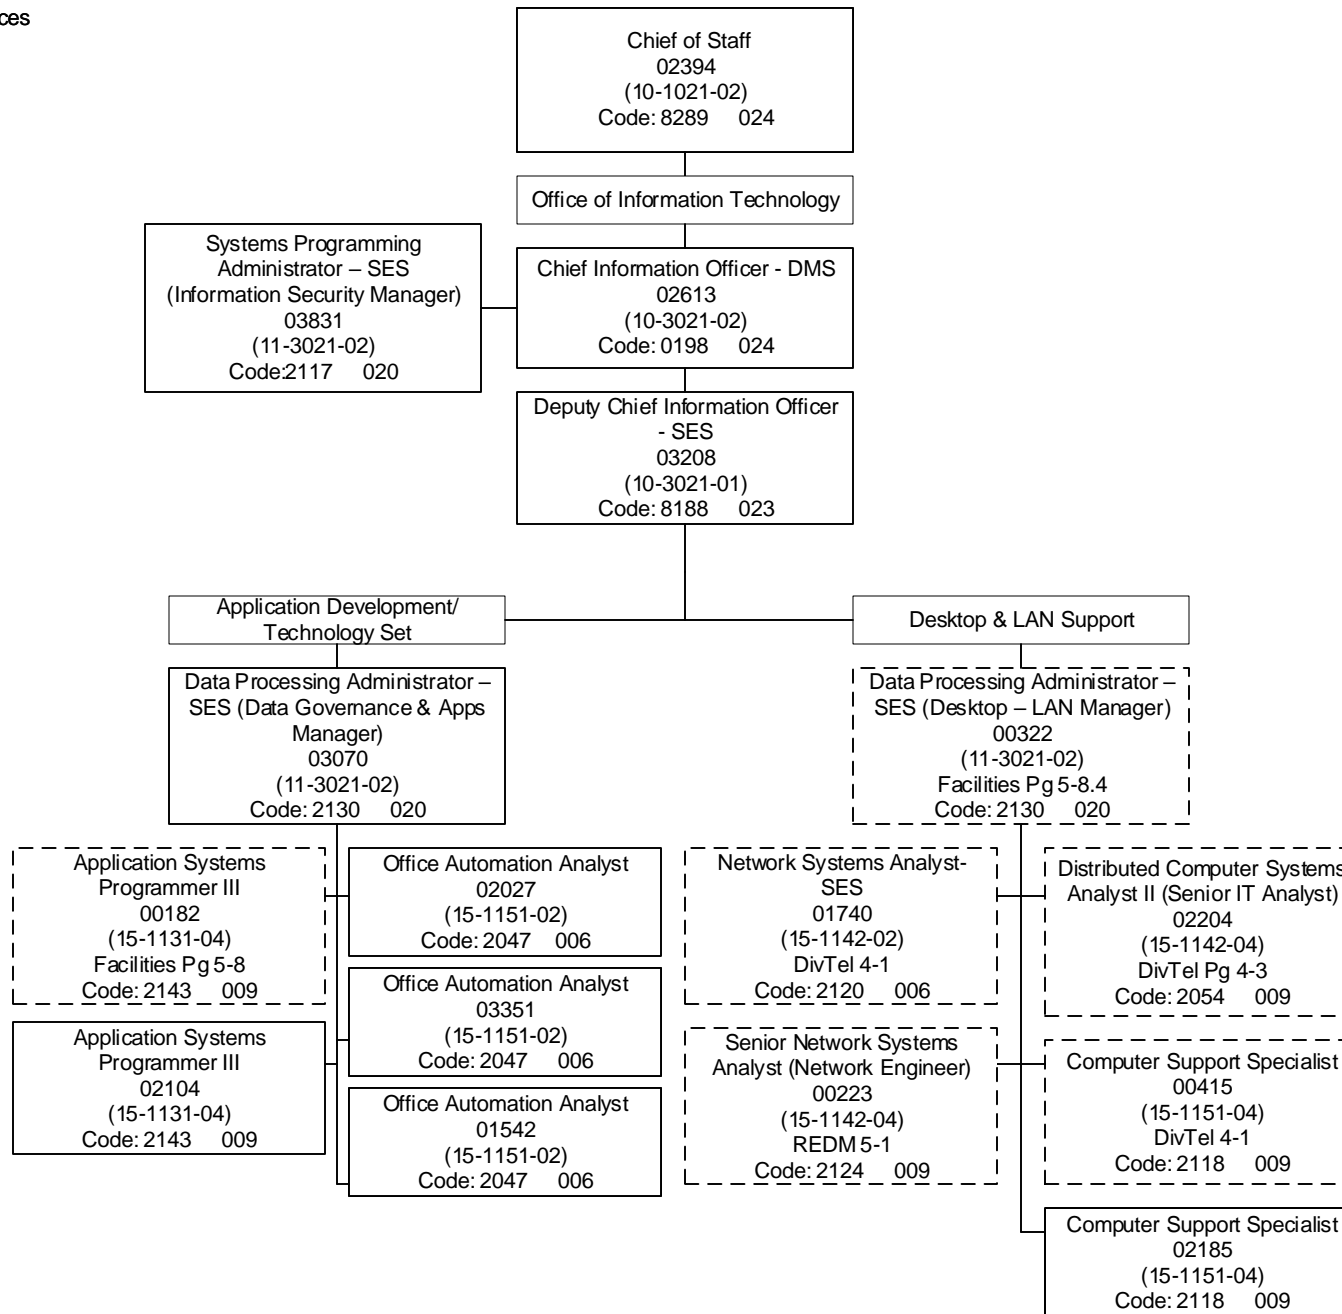 ces
Chief of Staff
02394
(10-1021-02)
Code: 8289 024
Office of Information Technology
Systems Programming
Administrator – SES
(Information Security Manager)
03831
(11-3021-02)
Code:2117 020
Chief Information Officer - DMS
02613
(10-3021-02)
Code: 0198 024
Deputy Chief Information Officer
- SES
03208
(10-3021-01)
Code: 8188 023
Application Development/
Technology Set
Desktop & LAN Support
Data Processing Administrator –
SES (Data Governance & Apps
Manager)
03070
(11-3021-02)
Code: 2130 020
Data Processing Administrator –
SES (Desktop – LAN Manager)
00322
(11-3021-02)
Facilities Pg 5-8.4
Code: 2130 020
Application Systems
Programmer III
00182
(15-1131-04)
Facilities Pg 5-8
Code: 2143 009
Application Systems
Programmer III
02104
(15-1131-04)
Code: 2143 009
Office Automation Analyst
02027
(15-1151-02)
Code: 2047 006
Office Automation Analyst
03351
(15-1151-02)
Code: 2047 006
Office Automation Analyst
01542
(15-1151-02)
Code: 2047 006
Network Systems Analyst-
SES
01740
(15-1142-02)
DivTel 4-1
Code: 2120 006
Senior Network Systems
Analyst (Network Engineer)
00223
(15-1142-04)
REDM 5-1
Code: 2124 009
Distributed Computer Systems
Analyst II (Senior IT Analyst)
02204
(15-1142-04)
DivTel Pg 4-3
Code: 2054 009
Computer Support Specialist
00415
(15-1151-04)
DivTel 4-1
Code: 2118 009
Computer Support Specialist
02185
(15-1151-04)
Code: 2118 009